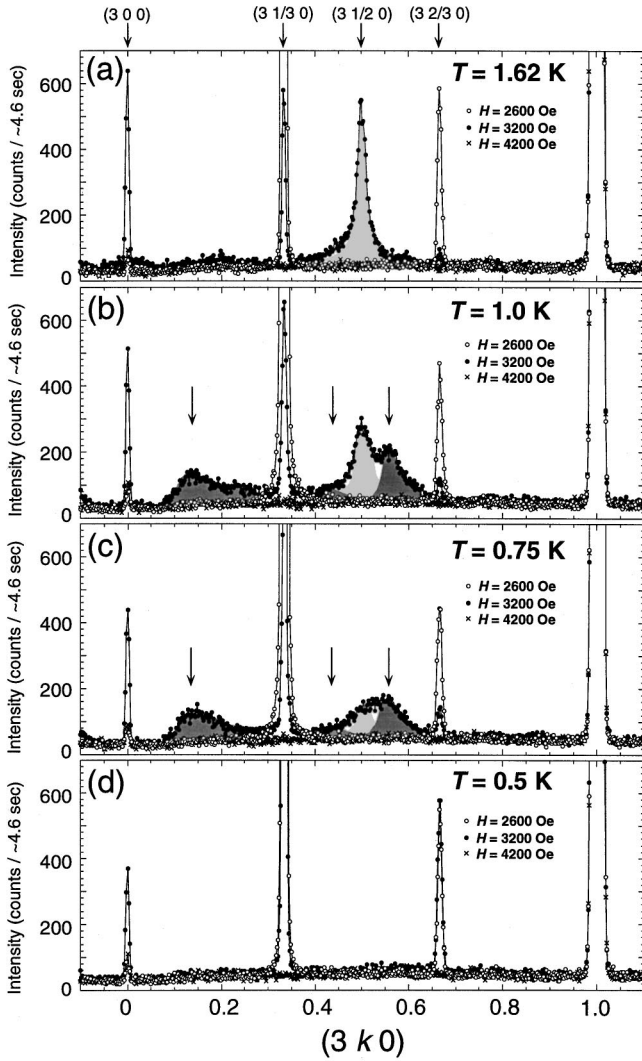 (3 0 0) (3 1/3 0) (3 1/2 0) (3 2/3 0)
(a)
T = 1.62 K
H = 2600 Oe
H = 3200 Oe
H = 4200 Oe
600
400
200
0
Intensity (counts / ~4.6 sec)
(b)
T = 1.0 K
H = 2600 Oe
H = 3200 Oe
H = 4200 Oe
600
400
200
0
Intensity (counts / ~4.6 sec)
(c)
T = 0.75 K
H = 2600 Oe
H = 3200 Oe
H = 4200 Oe
600
400
200
0
Intensity (counts / ~4.6 sec)
(d)
T = 0.5 K
H = 2600 Oe
H = 3200 Oe
H = 4200 Oe
600
400
200
0
Intensity (counts / ~4.6 sec)
0 0.2 0.4 0.6 0.8 1.0
(3 k 0)